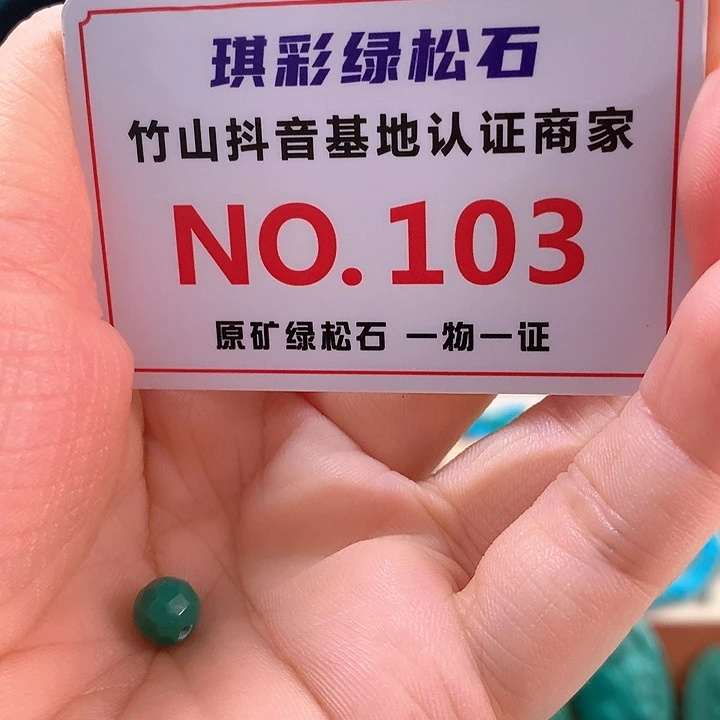 琪彩绿松石
竹山抖音基地认证商家
NO.103
原矿绿松石 一物一证